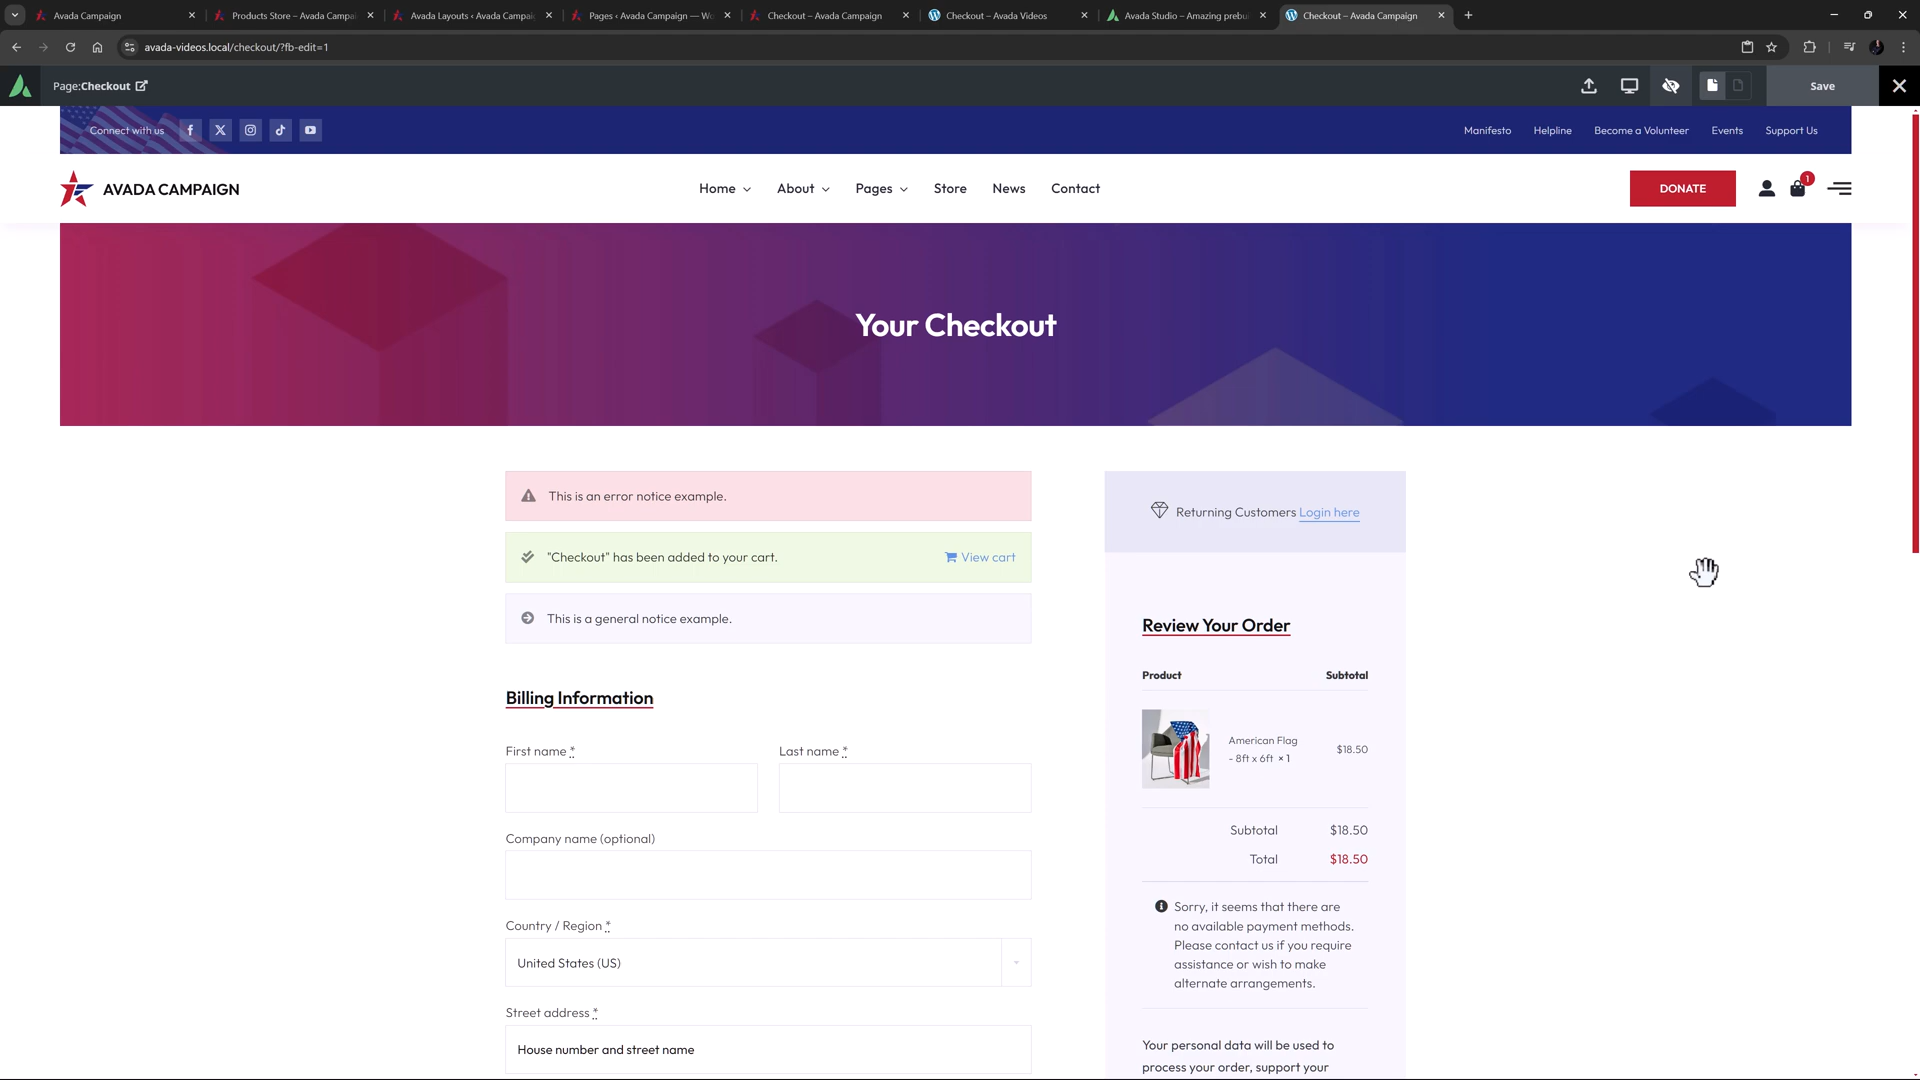 Avada Campaign
Products Store – Avada Campai
Avada Layouts ‹ Avada Campai
Pages ‹ Avada Campaign — Wo
Checkout – Avada Campaign
Checkout – Avada Videos
Avada Studio – Amazing prebui
Checkout – Avada Campaign
avada-videos.local/checkout/?fb-edit=1
Page:Checkout
Save
Connect with us
Manifesto
Helpline
Become a Volunteer
Events
Support Us
AVADA CAMPAIGN
Home
About
Pages
Store
News
Contact
DONATE
1
Your Checkout
This is an error notice example.
"Checkout" has been added to your cart.
View cart
This is a general notice example.
Billing Information
First name *
Last name *
Company name (optional)
Country / Region *
United States (US)
Street address *
House number and street name
Returning Customers Login here
Review Your Order
Product Subtotal
American Flag
- 8ft x 6ft × 1
$18.50
Subtotal $18.50
Total $18.50
Sorry, it seems that there are
no available payment methods.
Please contact us if you require
assistance or wish to make
alternate arrangements.
Your personal data will be used to
process your order, support your